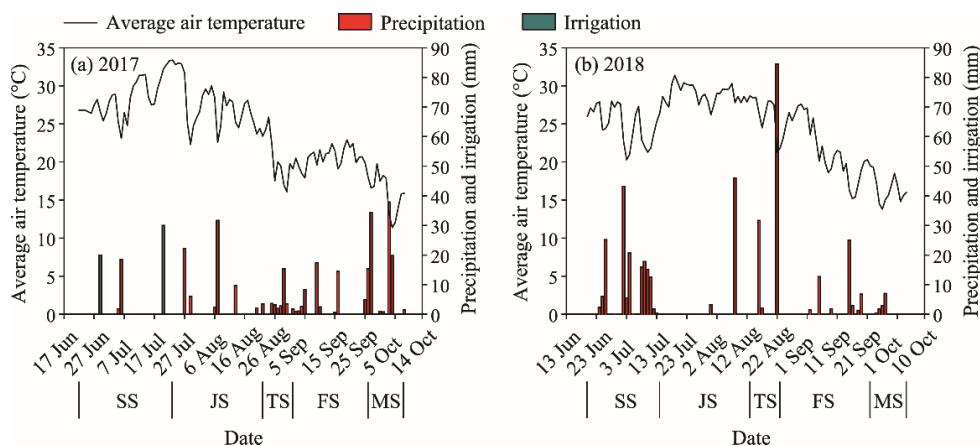 Average air temperature Precipitation Irrigation
(a) 2017
Average air temperature (°C)
35
30
25
20
15
10
5
0
Precipitation and irrigation (mm)
90
80
70
60
50
40
30
20
10
0
17 Jun 27 Jun 7 Jul 17 Jul 27 Jul 6 Aug 16 Aug 26 Aug 5 Sep 15 Sep 25 Sep 5 Oct 14 Oct
SS JS TS FS MS
Date
(b) 2018
Average air temperature (°C)
35
30
25
20
15
10
5
0
Precipitation and irrigation (mm)
90
80
70
60
50
40
30
20
10
0
13 Jun 23 Jun 3 Jul 13 Jul 23 Jul 2 Aug 12 Aug 22 Aug 1 Sep 11 Sep 21 Sep 1 Oct 10 Oct
SS JS TS FS MS
Date